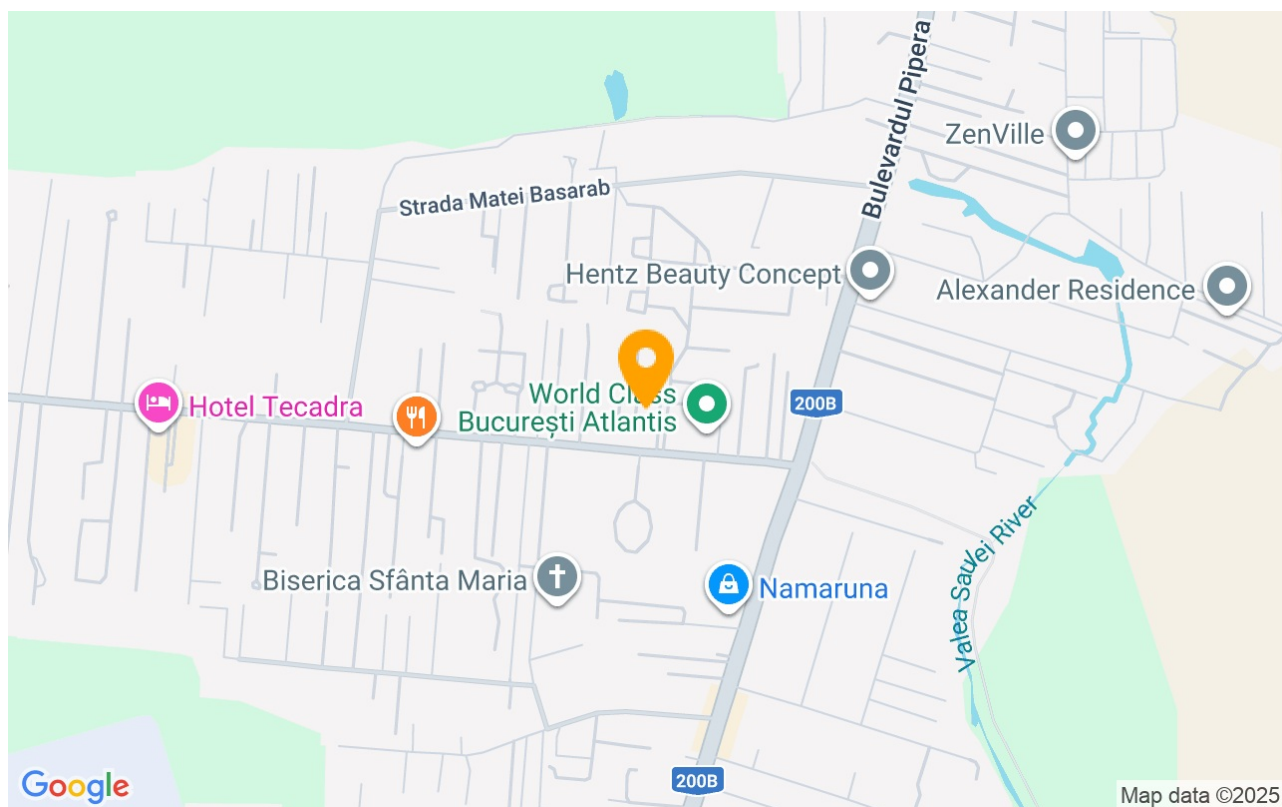 Bulevardul Pipera
ZenVille
Strada Matei Basarab
Hentz Beauty Concept
Alexander Residence
World Class
București Atlantis
200B
Hotel Tecadra
Biserica Sfânta Maria
Namaruna
Valea Saulei River
200B
Google
Map data ©2025